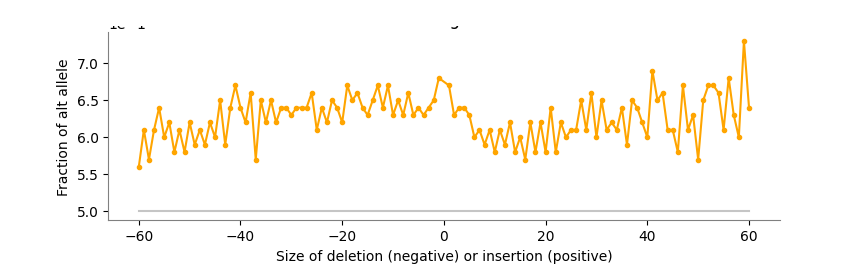 7.0
6.5
6.0
5.5
5.0
Fraction of alt allele
−60 −40 −20 0 20 40 60
Size of deletion (negative) or insertion (positive)